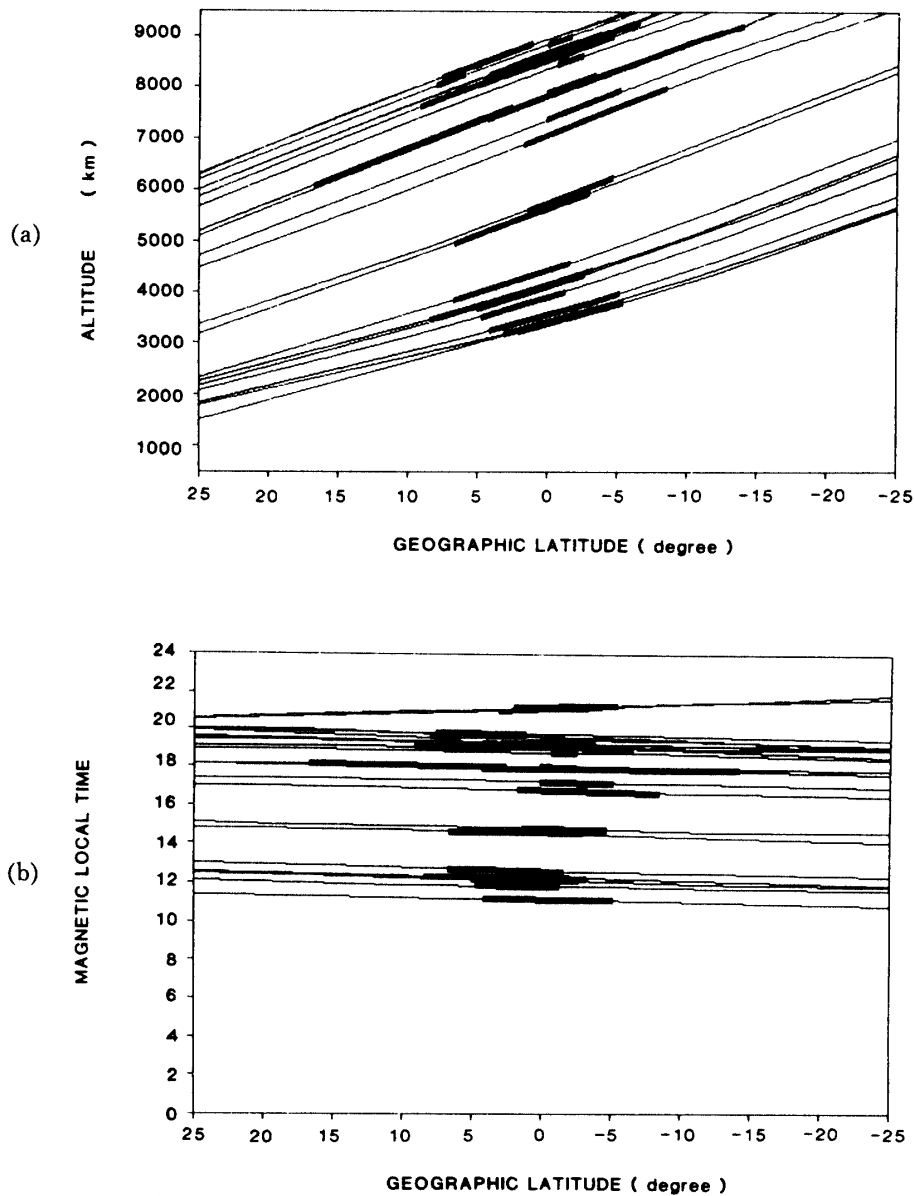 (a)
ALTITUDE ( km )
9000
8000
7000
6000
5000
4000
3000
2000
1000
25 20 15 10 5 0 -5 -10 -15 -20 -25
GEOGRAPHIC LATITUDE ( degree )
(b)
MAGNETIC LOCAL TIME
24
22
20
18
16
14
12
10
8
6
4
2
0
25 20 15 10 5 0 -5 -10 -15 -20 -25
GEOGRAPHIC LATITUDE ( degree )